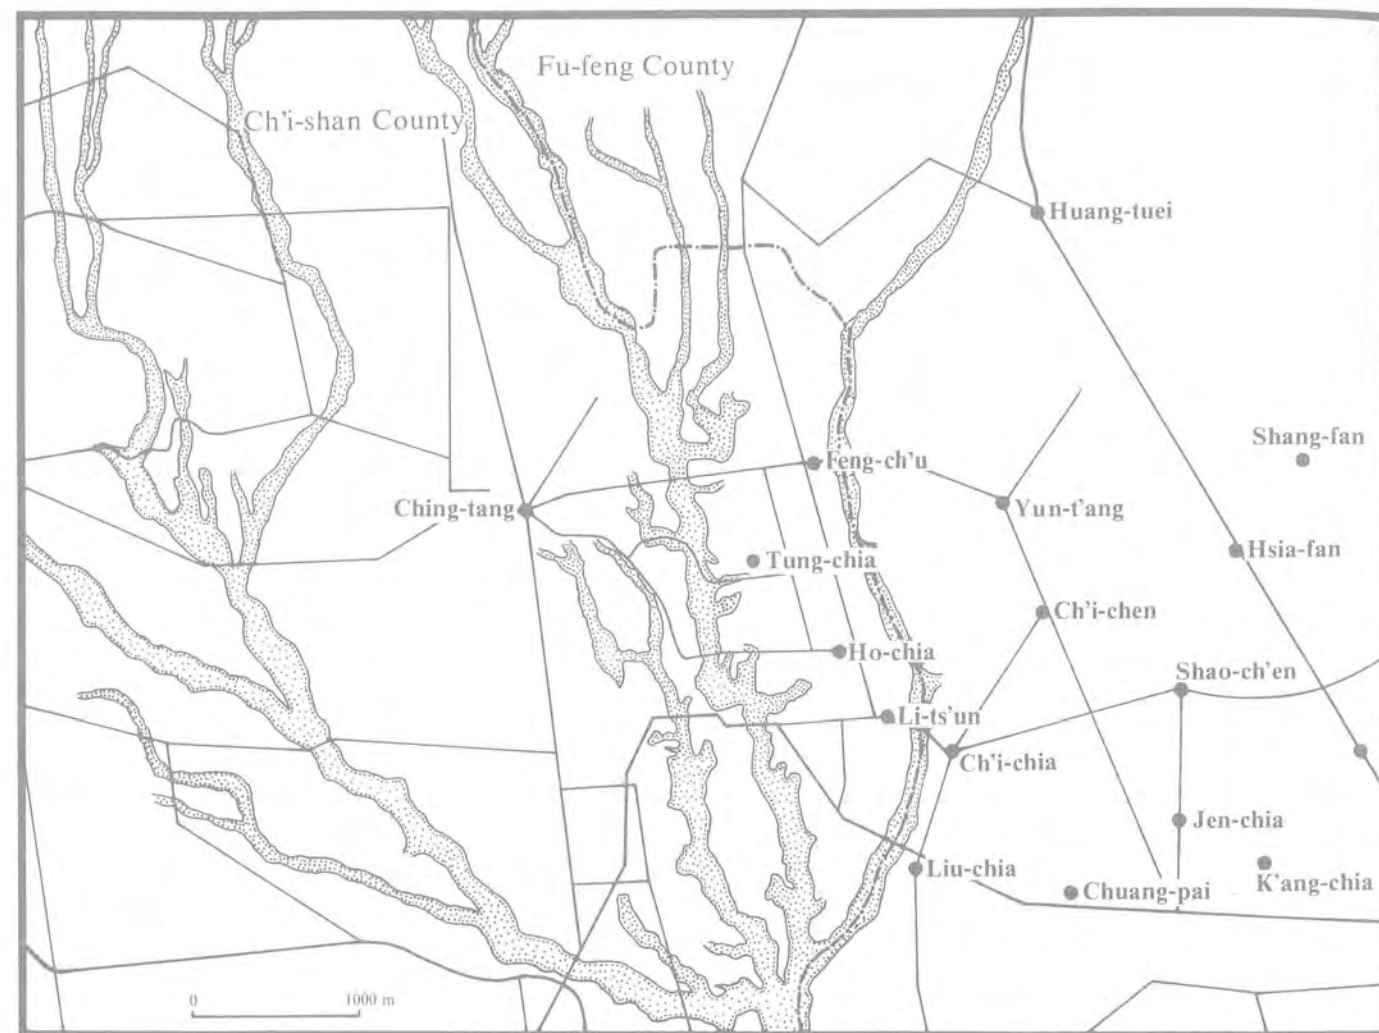 Fu-feng County
Ch'i-shan County
Huang-tuei
Shang-fan
Feng-ch'u
Ching-tang
Yun-t'ang
Hsia-fan
Tung-chia
Ch'i-chen
Ho-chia
Shao-ch'en
Li-ts'un
Ch'i-chia
Jen-chia
Liu-chia
K'ang-chia
Chuang-pai
0 1000 m